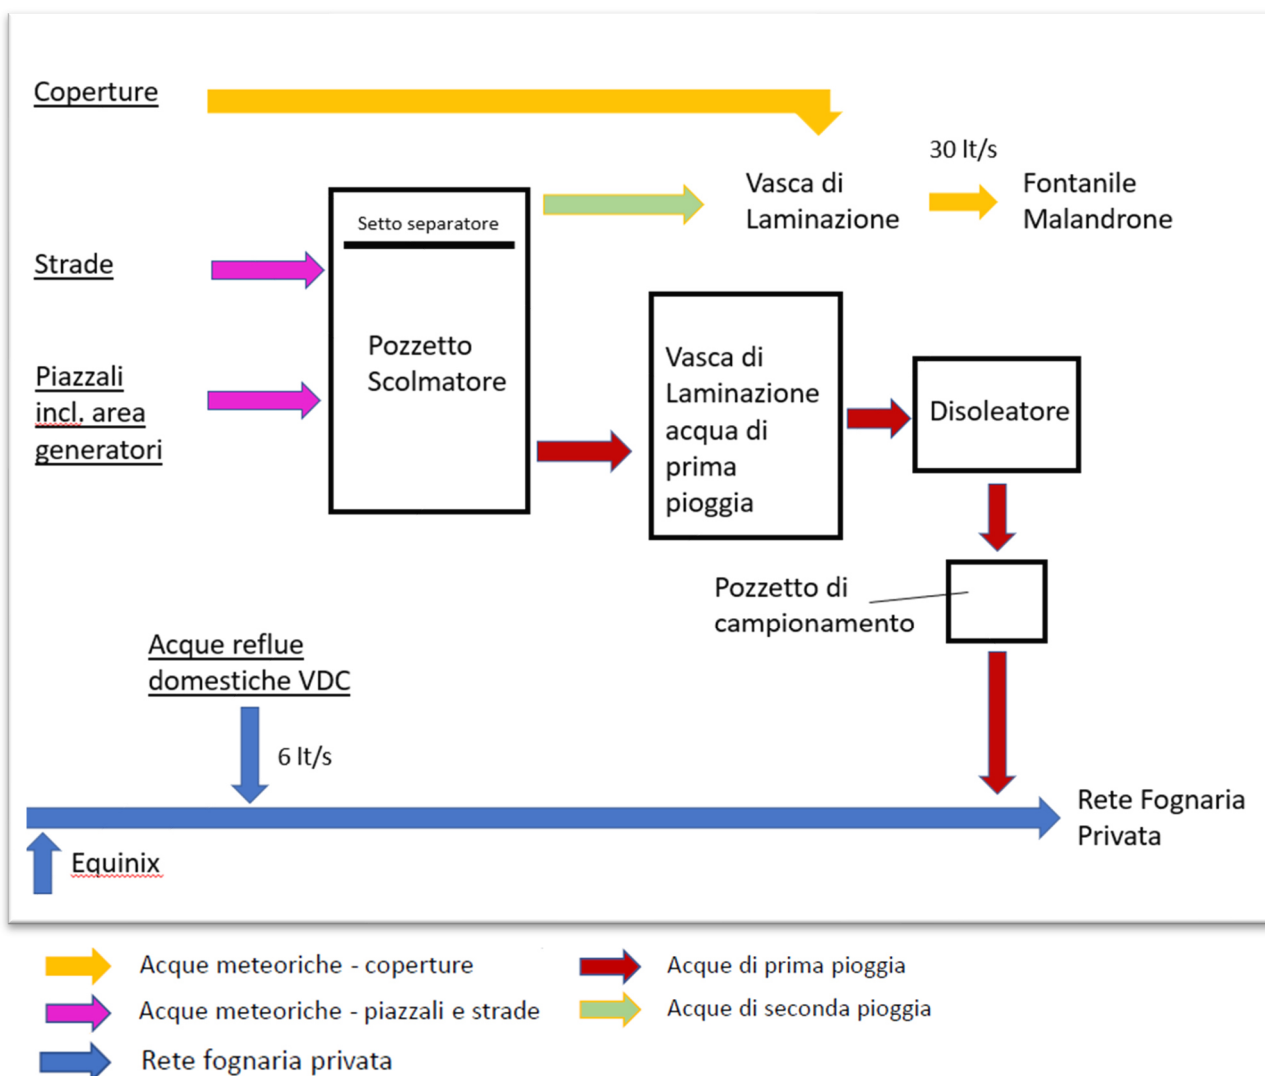 Coperture
30 lt/s
Vasca di
Laminazione
Fontanile
Malandrone
Setto separatore
Strade
Pozzetto
Scolmatore
Piazzali
incl. area
generatori
Vasca di
Laminazione
acqua di
prima
pioggia
Disoleatore
Pozzetto di
campionamento
Acque reflue
domestiche VDC
6 lt/s
Rete Fognaria
Privata
Equinix
Acque meteoriche - coperture
Acque di prima pioggia
Acque meteoriche - piazzali e strade
Acque di seconda pioggia
Rete fognaria privata